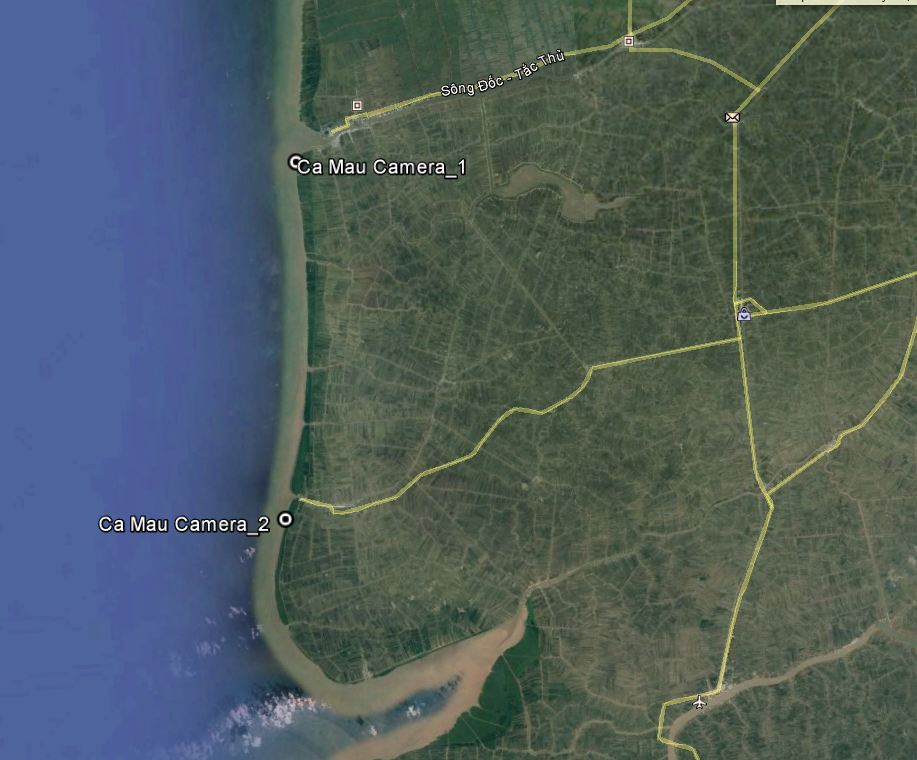 Sông Đốc - Tắc Thủ
Ca Mau Camera_1
Ca Mau Camera_2